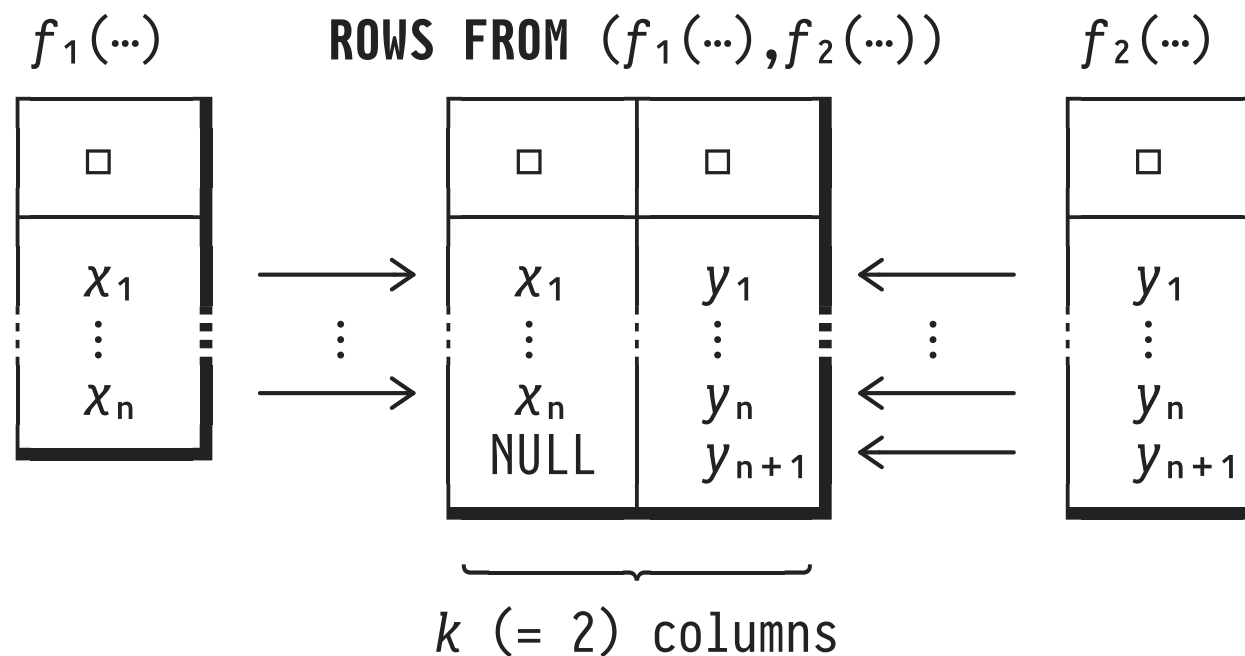 f₁(…) ROWS FROM (f₁(…),f₂(…)) f₂(…)
□ □ □ □
x₁ x₁ y₁ y₁
⋮ ⋮ ⋮ ⋮ ⋮ ⋮
xₙ xₙ yₙ yₙ
NULL yₙ₊₁ yₙ₊₁
k (= 2) columns